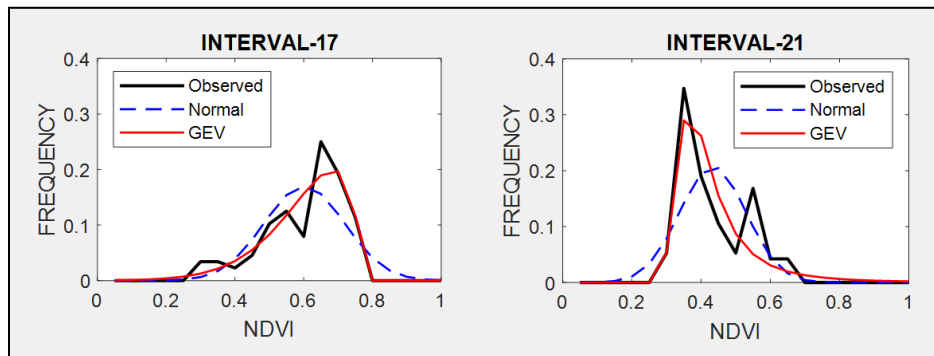 INTERVAL-17
0.4
0.3
0.2
0.1
0
FREQUENCY
Observed
Normal
GEV
0 0.2 0.4 0.6 0.8 1
NDVI
INTERVAL-21
0.4
0.3
0.2
0.1
0
FREQUENCY
Observed
Normal
GEV
0 0.2 0.4 0.6 0.8 1
NDVI